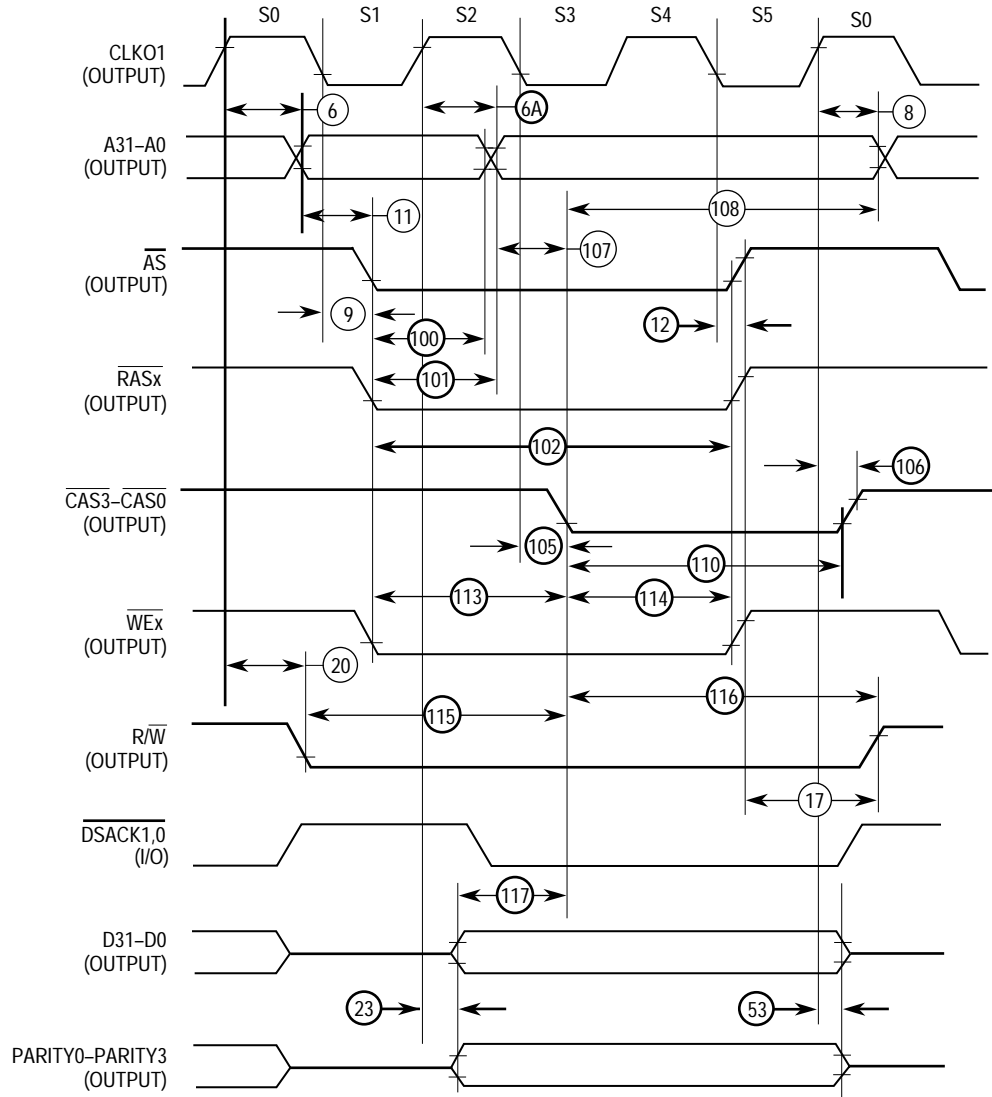 S0 S1 S2 S3 S4 S5 S0
CLKO1
(OUTPUT)
6 6A 8
A31–A0
(OUTPUT)
11 108
107
AS
(OUTPUT)
9 12
100
RASx
(OUTPUT)
101
102
106
CAS3–CAS0
(OUTPUT)
105
110
113 114
WEx
(OUTPUT)
20
115 116
R/W
(OUTPUT)
17
DSACK1,0
(I/O)
117
D31–D0
(OUTPUT)
23 53
PARITY0–PARITY3
(OUTPUT)